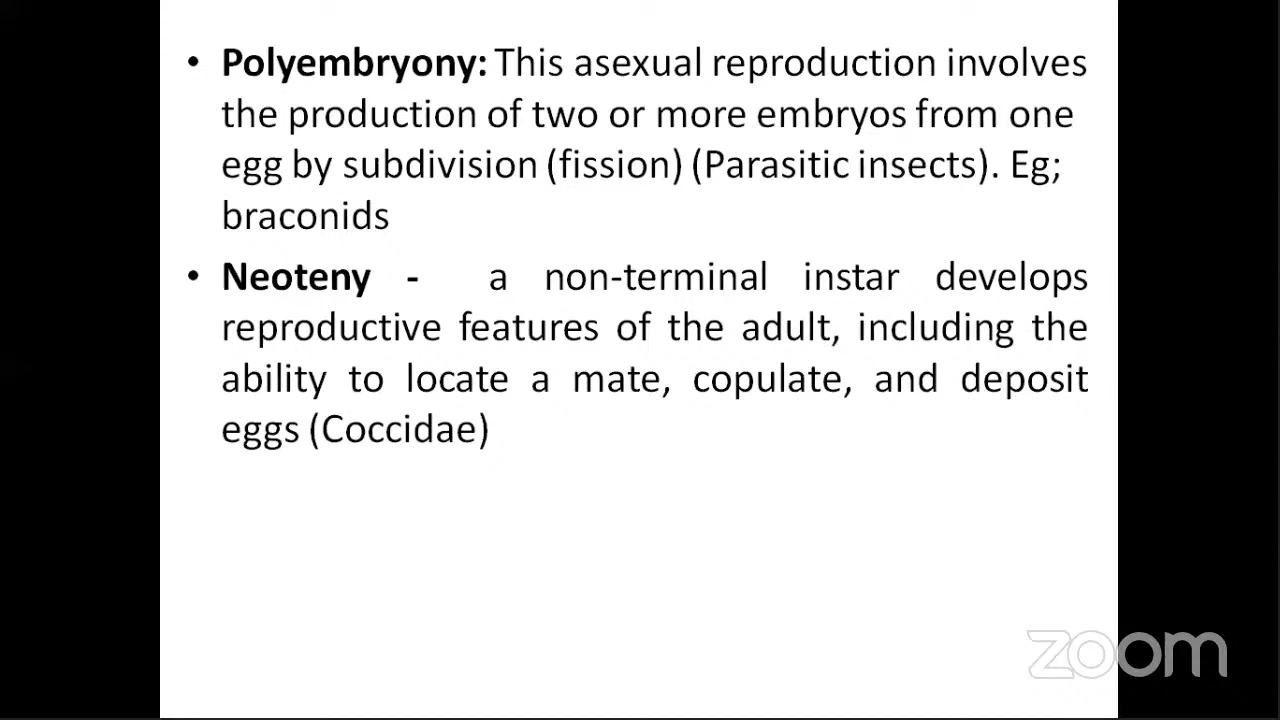 • Polyembryony: This asexual reproduction involves
the production of two or more embryos from one
egg by subdivision (fission) (Parasitic insects). Eg;
braconids
• Neoteny - a non-terminal instar develops
reproductive features of the adult, including the
ability to locate a mate, copulate, and deposit
eggs (Coccidae)
zoom